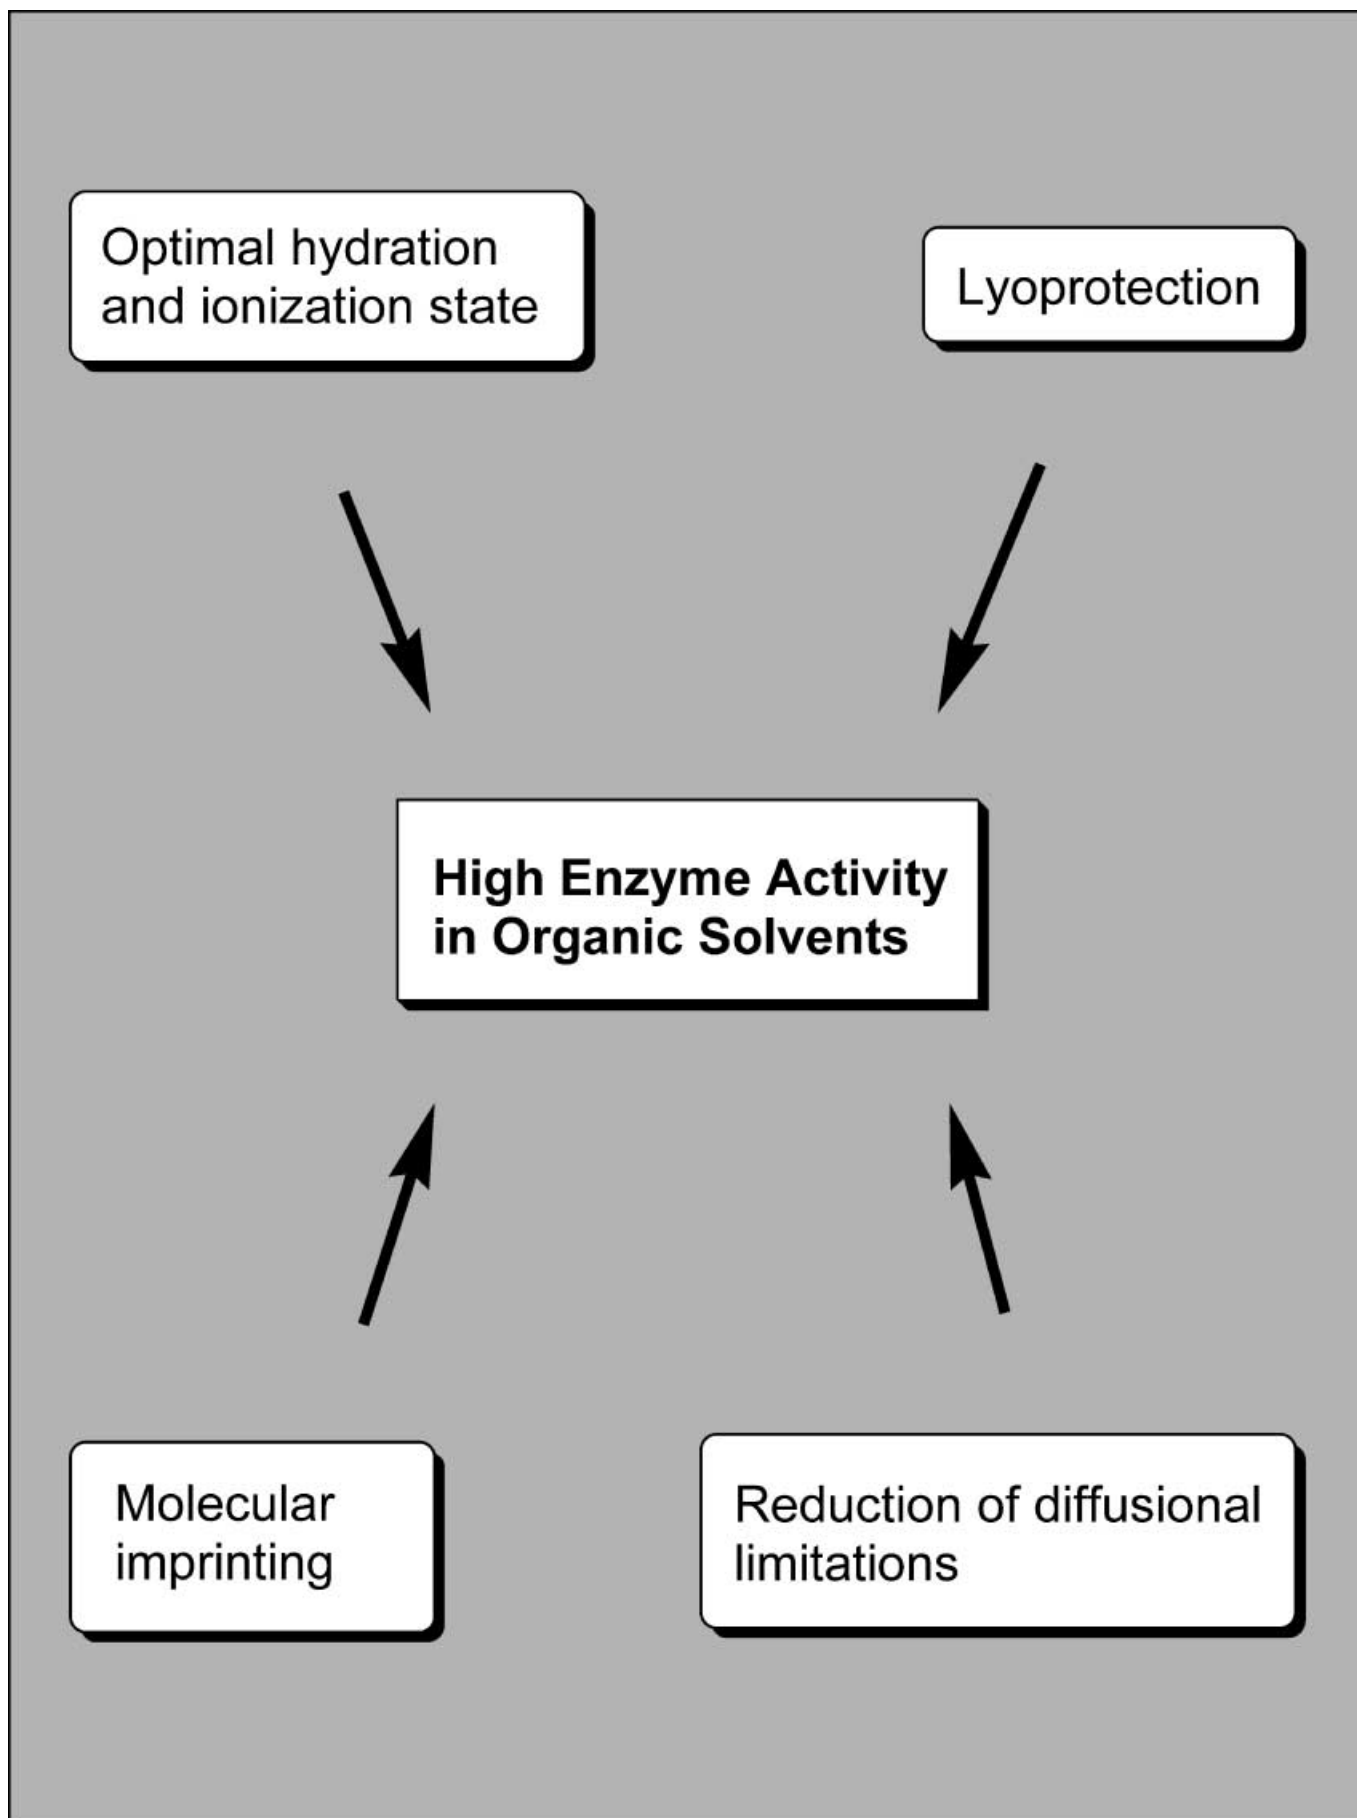 Optimal hydration
and ionization state
Lyoprotection
High Enzyme Activity
in Organic Solvents
Molecular
imprinting
Reduction of diffusional
limitations